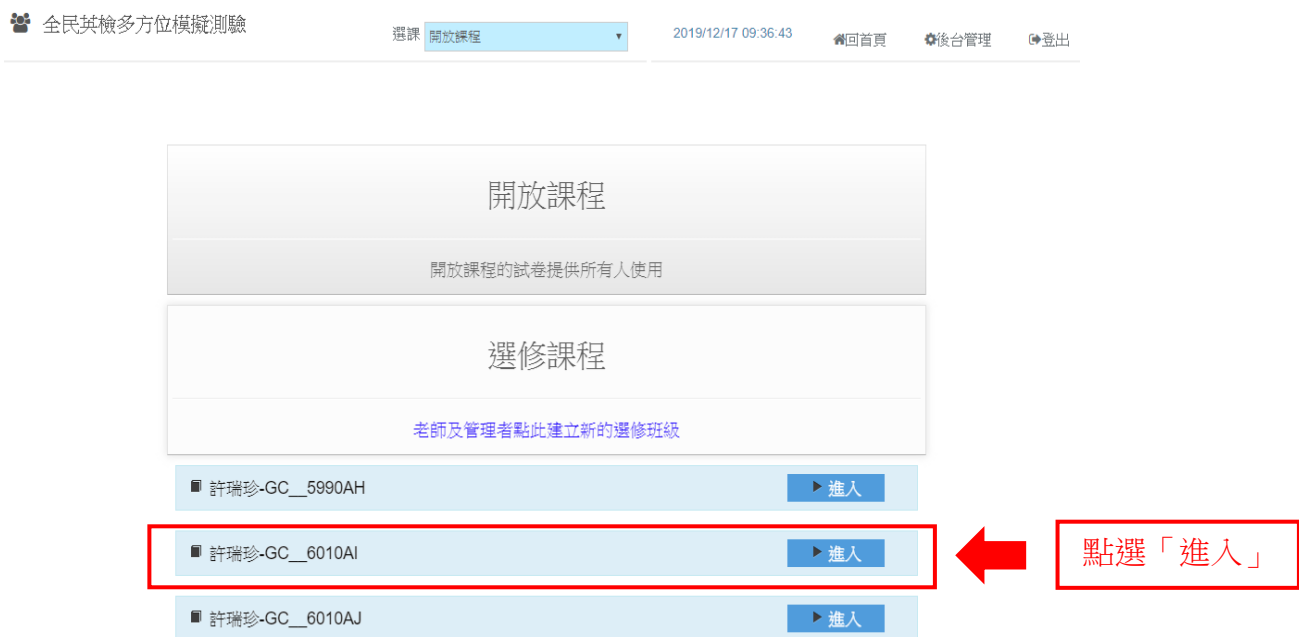 全民英檢多方位模擬測驗
選課 開放課程
2019/12/17 09:36:43
回首頁
後台管理
登出
開放課程
開放課程的試卷提供所有人使用
選修課程
老師及管理者點此建立新的選修班級
許瑞珍-GC__5990AH 進入
許瑞珍-GC__6010AI 進入
點選「進入」
許瑞珍-GC__6010AJ 進入